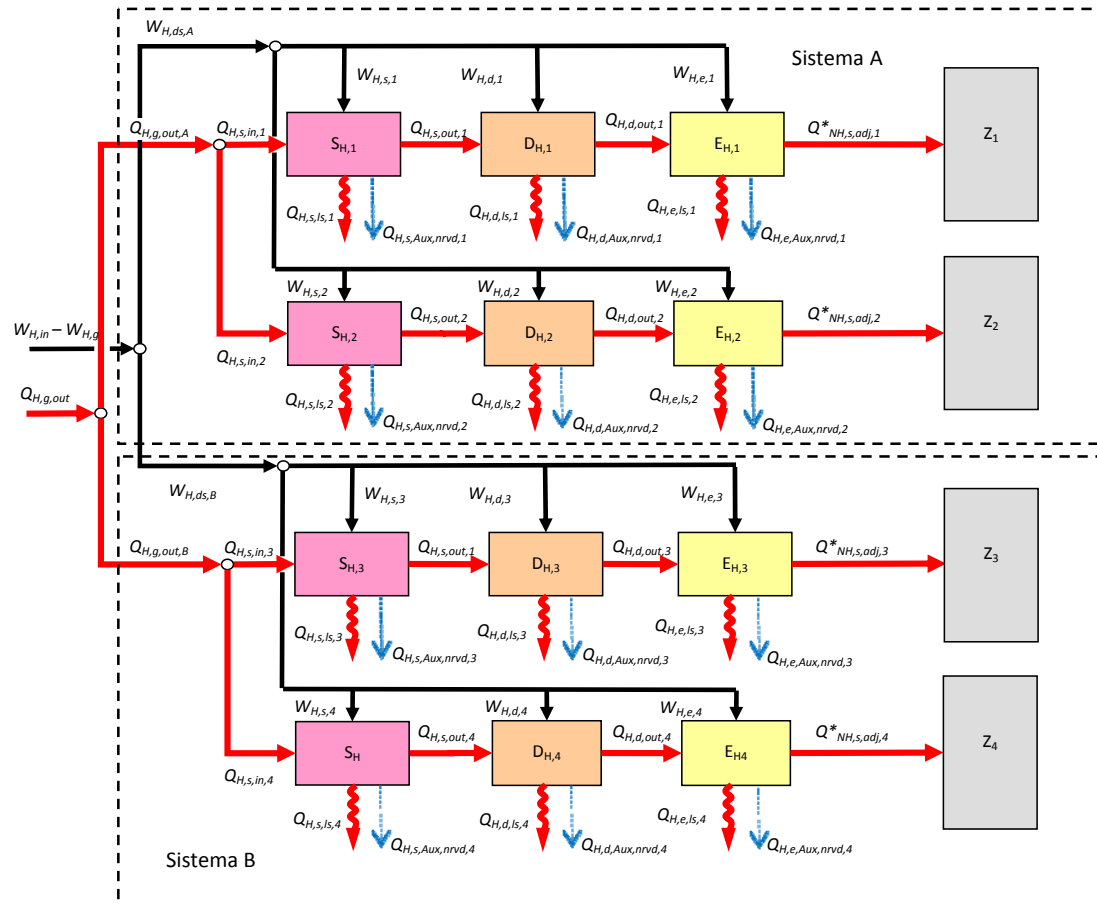 W_H,ds,A
Sistema A
W_H,s,1 W_H,d,1 W_H,e,1
Q_H,g,out,A Q_H,s,in,1 Q_H,s,out,1 Q_H,d,out,1 Q*_NH,s,adj,1
S_H,1 D_H,1 E_H,1 Z_1
Q_H,s,ls,1 Q_H,d,ls,1 Q_H,e,ls,1
Q_H,s,Aux,nrvd,1 Q_H,d,Aux,nrvd,1 Q_H,e,Aux,nrvd,1
W_H,s,2 W_H,d,2 W_H,e,2
Q_H,s,out,2 Q_H,d,out,2 Q*_NH,s,adj,2
S_H,2 D_H,2 E_H,2 Z_2
W_H,in – W_H,g
Q_H,s,in,2
Q_H,g,out
Q_H,s,ls,2 Q_H,d,ls,2 Q_H,e,ls,2
Q_H,s,Aux,nrvd,2 Q_H,d,Aux,nrvd,2 Q_H,e,Aux,nrvd,2
W_H,ds,B
W_H,s,3 W_H,d,3 W_H,e,3
Q_H,g,out,B Q_H,s,in,3 Q_H,s,out,1 Q_H,d,out,3 Q*_NH,s,adj,3
S_H,3 D_H,3 E_H,3 Z_3
Q_H,s,ls,3 Q_H,d,ls,3 Q_H,e,ls,3
Q_H,s,Aux,nrvd,3 Q_H,d,Aux,nrvd,3 Q_H,e,Aux,nrvd,3
W_H,s,4 W_H,d,4 W_H,e,4
Q_H,s,out,4 Q_H,d,out,4 Q*_NH,s,adj,4
S_H D_H,4 E_H4 Z_4
Q_H,s,in,4
Q_H,s,ls,4 Q_H,d,ls,4 Q_H,e,ls,4
Q_H,s,Aux,nrvd,4 Q_H,d,Aux,nrvd,4 Q_H,e,Aux,nrvd,4
Sistema B